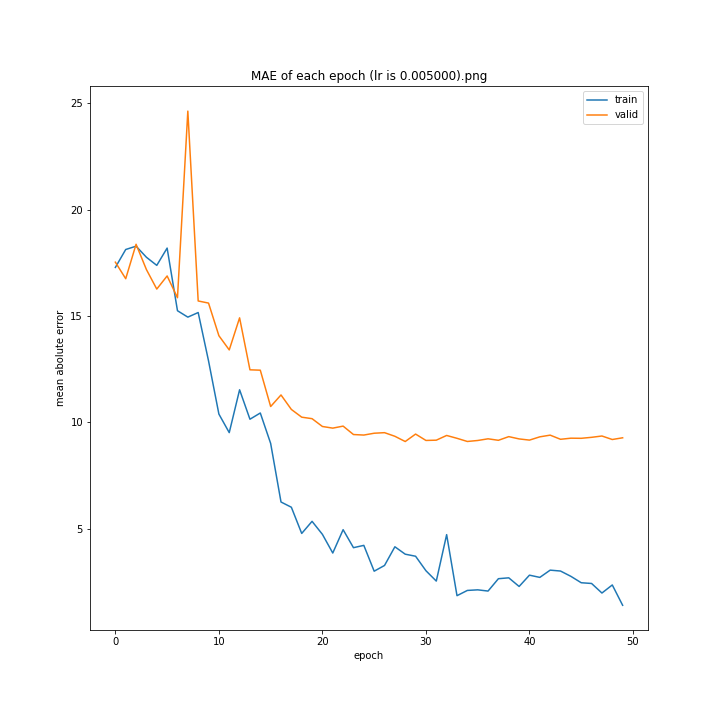 MAE of each epoch (lr is 0.005000).png
train
valid
25
20
15
10
5
mean abolute error
0 10 20 30 40 50
epoch